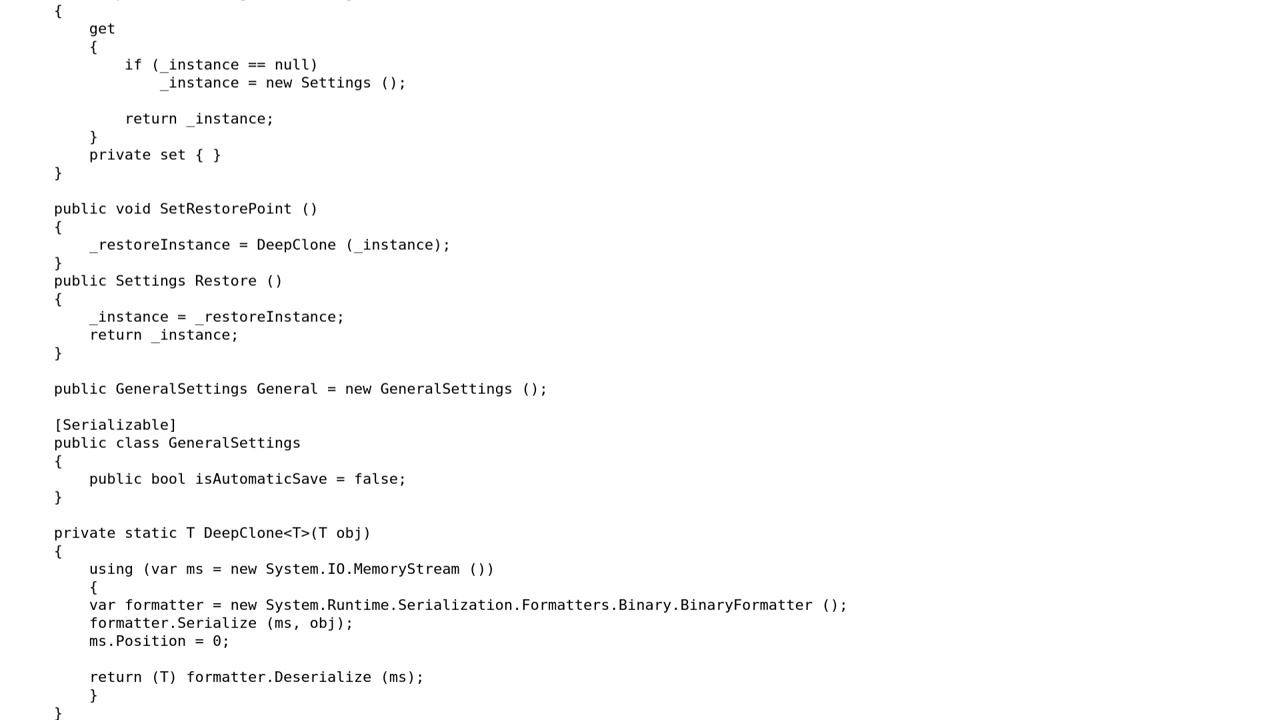 {
    get
    {
        if (_instance == null)
            _instance = new Settings ();

        return _instance;
    }
    private set { }
}

public void SetRestorePoint ()
{
    _restoreInstance = DeepClone (_instance);
}
public Settings Restore ()
{
    _instance = _restoreInstance;
    return _instance;
}

public GeneralSettings General = new GeneralSettings ();

[Serializable]
public class GeneralSettings
{
    public bool isAutomaticSave = false;
}

private static T DeepClone<T>(T obj)
{
    using (var ms = new System.IO.MemoryStream ())
    {
    var formatter = new System.Runtime.Serialization.Formatters.Binary.BinaryFormatter ();
    formatter.Serialize (ms, obj);
    ms.Position = 0;

    return (T) formatter.Deserialize (ms);
    }
}